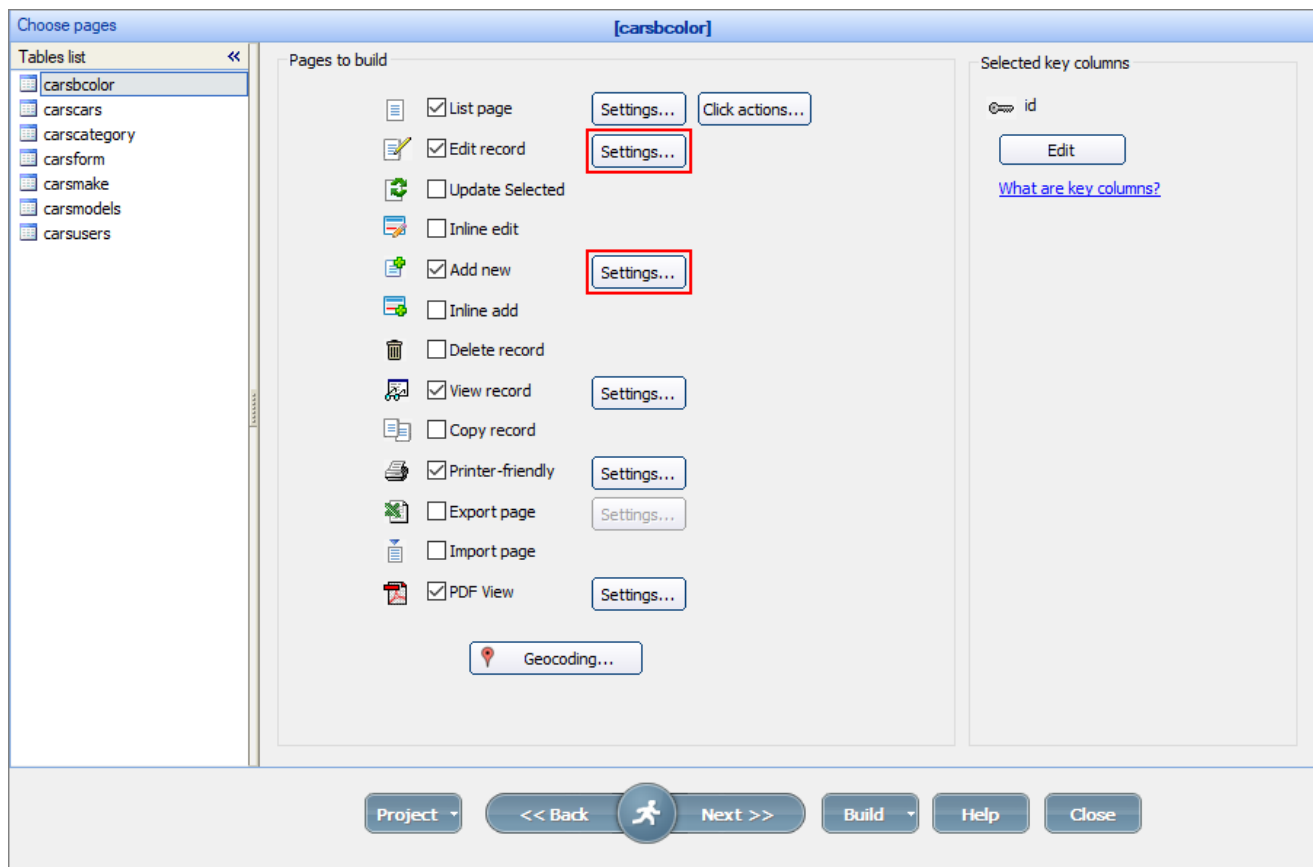 Choose pages
[carsbcolor]
Tables list «
carsbcolor
carscars
carscategory
carsform
carsmake
carsmodels
carsusers
Pages to build
List page Settings... Click actions...
Edit record Settings...
Update Selected
Inline edit
Add new Settings...
Inline add
Delete record
View record Settings...
Copy record
Printer-friendly Settings...
Export page Settings...
Import page
PDF View Settings...
Geocoding...
Selected key columns
id
Edit
What are key columns?
Project << Back Next >> Build Help Close